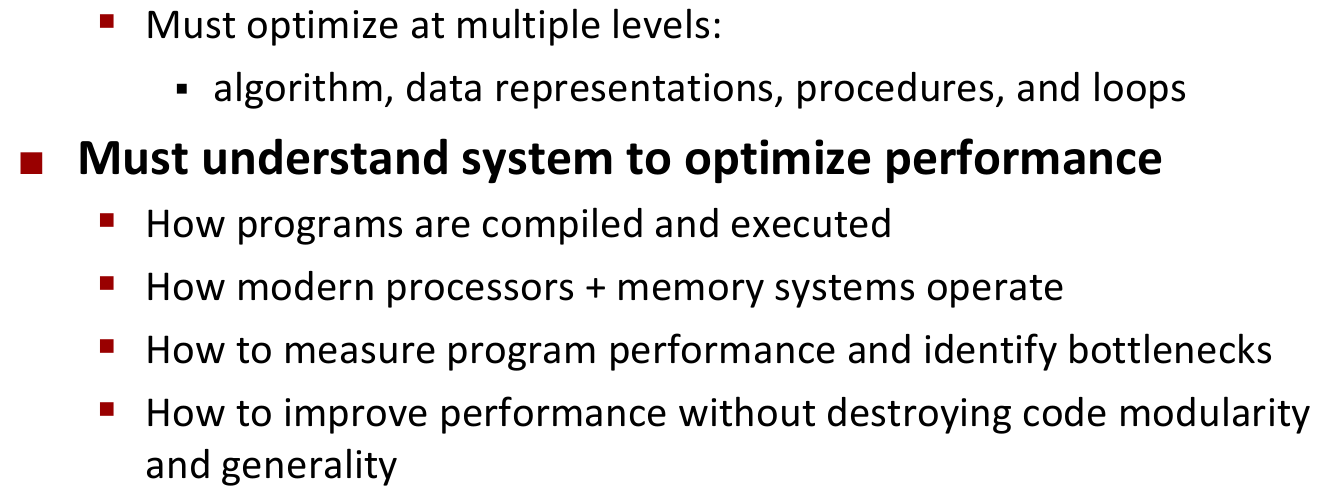 Must optimize at multiple levels:
algorithm, data representations, procedures, and loops
Must understand system to optimize performance
How programs are compiled and executed
How modern processors + memory systems operate
How to measure program performance and identify bottlenecks
How to improve performance without destroying code modularity
and generality